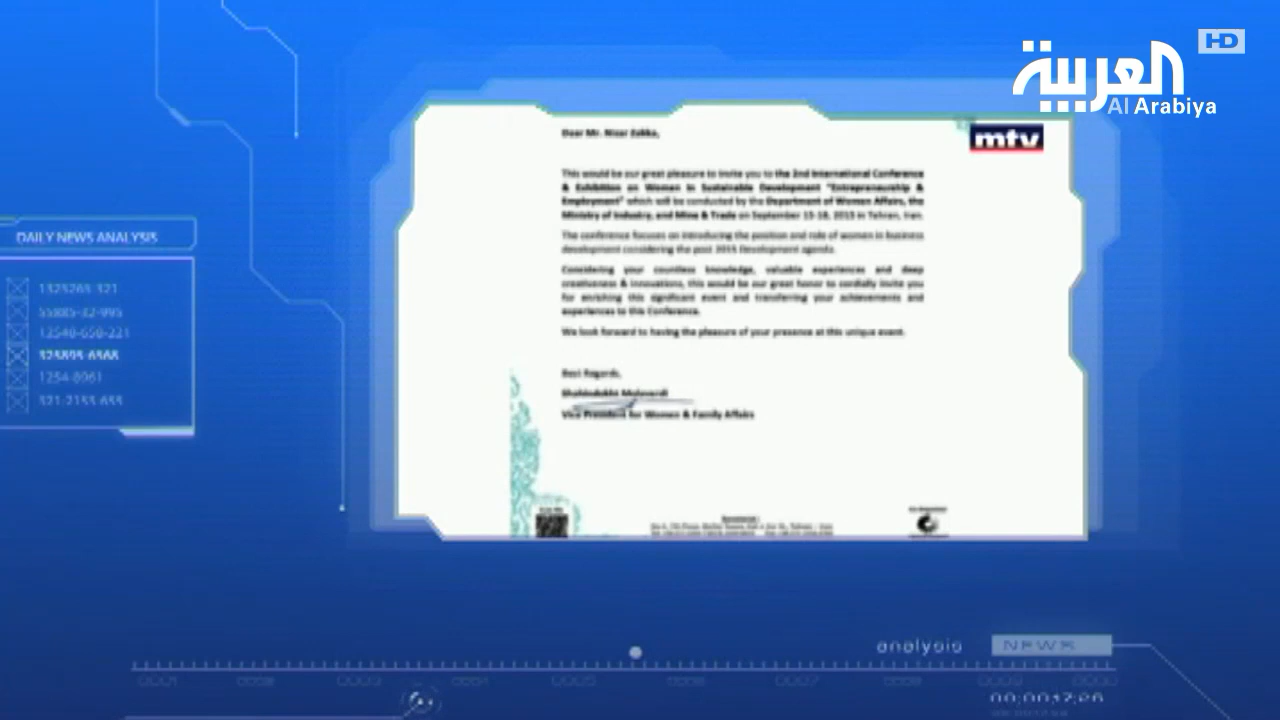 HD
العربية
Al Arabiya
mtv
Dear Mr. Nizar Zakka,
This would be our great pleasure to invite you to the 2nd International Conference
& Exhibition on Women in Sustainable Development "Entrepreneurship &
Employment" which will be conducted by the Department of Women Affairs, the
Ministry of Industry, and Mine & Trade on September 15-18, 2015 in Tehran, Iran.
The conference focuses on introducing the position and role of women in business
development considering the post 2015 Development agenda.
Considering your countless knowledge, valuable experiences and deep
creativeness & innovations, this would be our great honor to cordially invite you
for enriching this significant event and transferring your achievements and
experiences to this Conference.
We look forward to having the pleasure of your presence at this unique event.
Best Regards,
Shahindokht Molaverdi
Vice President for Women & Family Affairs
DAILY NEWS ANALYSIS
12540-658-221
1254-8961
analysis
NEWS